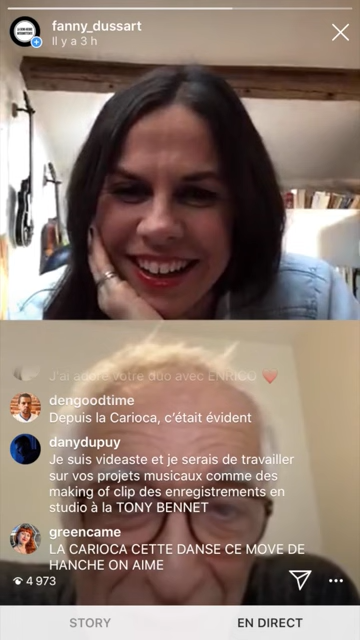 fanny_dussart
Il y a 3 h
J'ai adoré votre duo avec ENRICO ❤️
dengoodtime
Depuis la Carioca, c'était évident
danydupuy
Je suis videaste et je serais de travailler
sur vos projets musicaux comme des
making of clip des enregistrements en
studio à la TONY BENNET
greencame
LA CARIOCA CETTE DANSE CE MOVE DE
HANCHE ON AIME
4 973
STORY
EN DIRECT